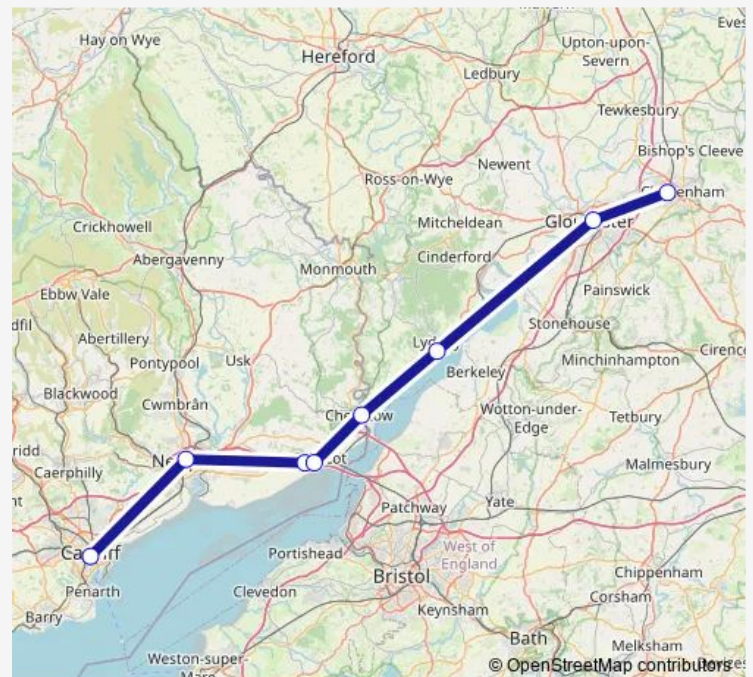 Eves
Hay on Wye
Upton-upon-
Severn
Hereford
Ledbury
Tewkesbury
Bishop's Cleeve
Newent
Ross-on-Wye
Mitcheldean
Crickhowell
Cinderford
Abergavenny
Monmouth
Painswick
Ebbw Vale
Stonehouse
dfil
Abertillery
Cirenc
Berkeley
Minchinhampton
Pontypool
Usk
Blackwood
Cwmbrân
Wotton-under-
Edge
Tetbury
ridd
Caerphilly
Malmesbury
Yate
Patchway
Portishead
West of
England
Penarth
Bristol
Chippenham
Clevedon
Corsham
Barry
Keynsham
Bath
Melksham
Weston-super-
Mare
© OpenStreetMap contributors